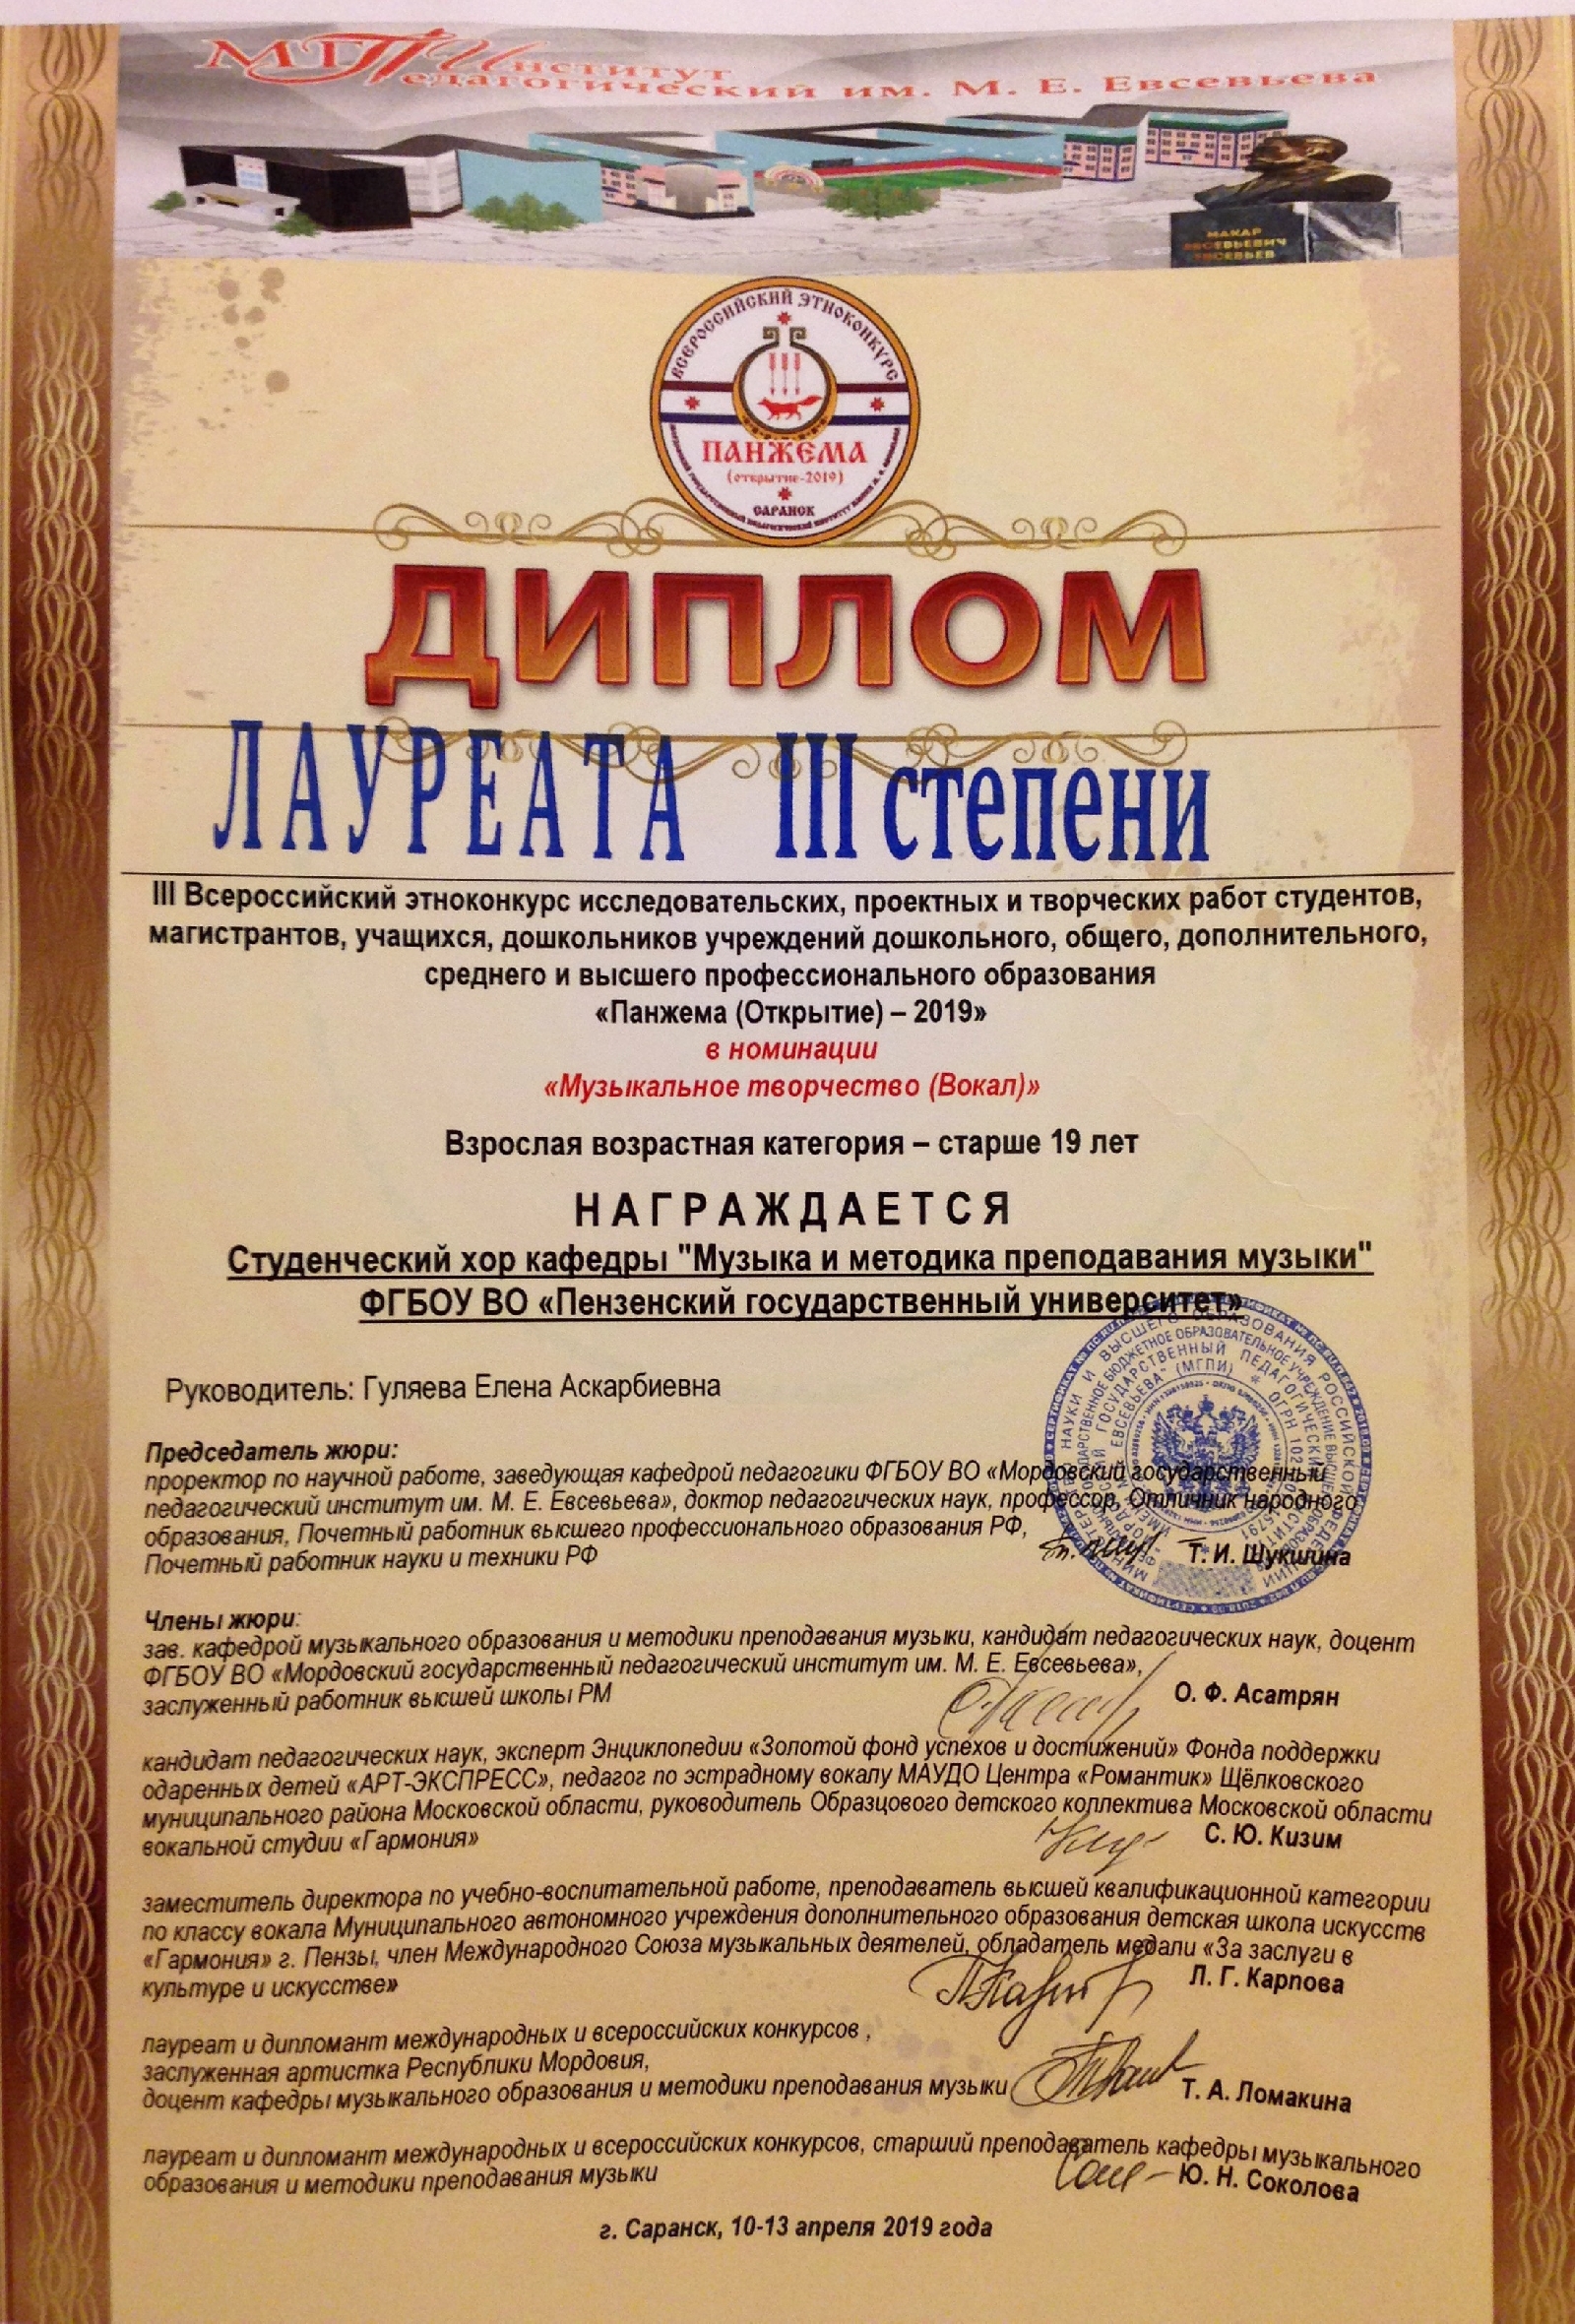 МГПИнститут
Педагогический им. М. Е. Евсевьева
МАКАР
ЕВСЕВЬЕВИЧ
ЕВСЕВЬЕВ
ВСЕРОССИЙСКИЙ ЭТНОКОНКУРС
ПАНЖЕМА
(открытие-2019)
САРАНСК
ДИПЛОМ
ЛАУРЕАТА III степени
III Всероссийский этноконкурс исследовательских, проектных и творческих работ студентов,
магистрантов, учащихся, дошкольников учреждений дошкольного, общего, дополнительного,
среднего и высшего профессионального образования
«Панжема (Открытие) – 2019»
в номинации
«Музыкальное творчество (Вокал)»
Взрослая возрастная категория – старше 19 лет
НАГРАЖДАЕТСЯ
Студенческий хор кафедры "Музыка и методика преподавания музыки"
ФГБОУ ВО «Пензенский государственный университет»
Руководитель: Гуляева Елена Аскарбиевна
Председатель жюри:
проректор по научной работе, заведующая кафедрой педагогики ФГБОУ ВО «Мордовский государственный
педагогический институт им. М. Е. Евсевьева», доктор педагогических наук, профессор, Отличник народного
образования, Почетный работник высшего профессионального образования РФ,
Почетный работник науки и техники РФ
Т. И. Шукшина
Члены жюри:
зав. кафедрой музыкального образования и методики преподавания музыки, кандидат педагогических наук, доцент
ФГБОУ ВО «Мордовский государственный педагогический институт им. М. Е. Евсевьева»,
заслуженный работник высшей школы РМ
О. Ф. Асатрян
кандидат педагогических наук, эксперт Энциклопедии «Золотой фонд успехов и достижений» Фонда поддержки
одаренных детей «АРТ-ЭКСПРЕСС», педагог по эстрадному вокалу МАУДО Центра «Романтик» Щёлковского
муниципального района Московской области, руководитель Образцового детского коллектива Московской области
вокальной студии «Гармония»
С. Ю. Кизим
заместитель директора по учебно-воспитательной работе, преподаватель высшей квалификационной категории
по классу вокала Муниципального автономного учреждения дополнительного образования детская школа искусств
«Гармония» г. Пензы, член Международного Союза музыкальных деятелей, обладатель медали «За заслуги в
культуре и искусстве»
Л. Г. Карпова
лауреат и дипломант международных и всероссийских конкурсов ,
заслуженная артистка Республики Мордовия,
доцент кафедры музыкального образования и методики преподавания музыки
Т. А. Ломакина
лауреат и дипломант международных и всероссийских конкурсов, старший преподаватель кафедры музыкального
образования и методики преподавания музыки
Ю. Н. Соколова
г. Саранск, 10-13 апреля 2019 года